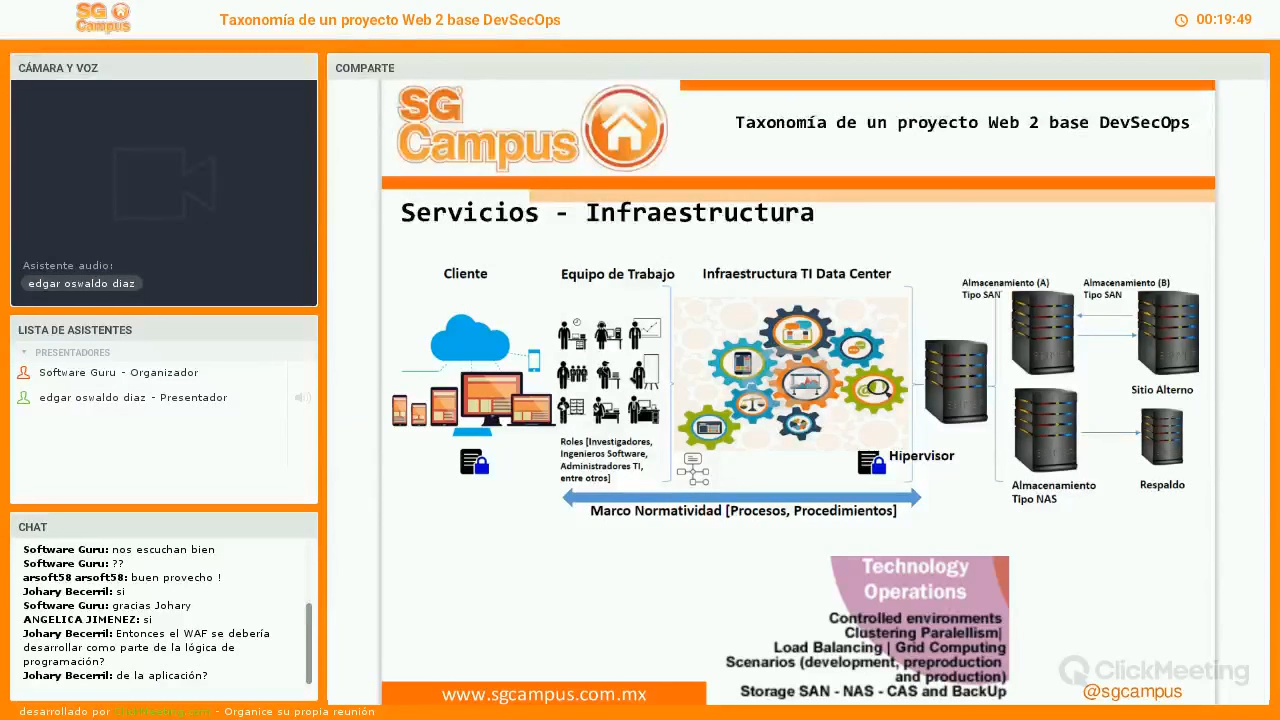 SG Campus
Taxonomía de un proyecto Web 2 base DevSecOps
00:19:49
CÁMARA Y VOZ
Asistente audio:
edgar oswaldo diaz
LISTA DE ASISTENTES
PRESENTADORES
Software Guru - Organizador
edgar oswaldo diaz - Presentador
CHAT
Software Guru: nos escuchan bien
Software Guru: ??
arsoft58 arsoft58: buen provecho !
Johary Becerril: si
Software Guru: gracias Johary
ANGELICA JIMENEZ: si
Johary Becerril: Entonces el WAF se debería
desarrollar como parte de la lógica de
programación?
Johary Becerril: de la aplicación?
COMPARTE
SG
Campus
Taxonomía de un proyecto Web 2 base DevSecOps
Servicios - Infraestructura
Cliente
Equipo de Trabajo
Infraestructura TI Data Center
Almacenamiento (A)
Tipo SAN
Almacenamiento (B)
Tipo SAN
Sitio Alterno
Roles [Investigadores,
Ingenieros Software,
Administradores TI,
entre otros]
Hipervisor
Almacenamiento
Tipo NAS
Respaldo
Marco Normatividad [Procesos, Procedimientos]
Technology
Operations
Controlled environments
Clustering Paralellism|
Load Balancing | Grid Computing
Scenarios (development, preproduction
and production)
Storage SAN - NAS - CAS and BackUp
www.sgcampus.com.mx
ClickMeeting
@sgcampus
desarrollado por ClickMeeting.com - Organice su propia reunión